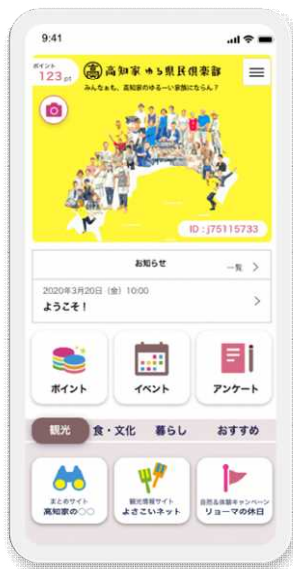 9:41
ポイント
123 pt
高知家 ゆる県民倶楽部
みんなぁも、高知家のゆるーい家族にならん？
ID : j75115733
お知らせ
一覧
2020年3月20日（金）10:00
ようこそ！
ポイント
イベント
アンケート
観光
食・文化
暮らし
おすすめ
まとめサイト
高知家の〇〇
観光情報サイト
よさこいネット
自然&体験キャンペーン
リョーマの休日